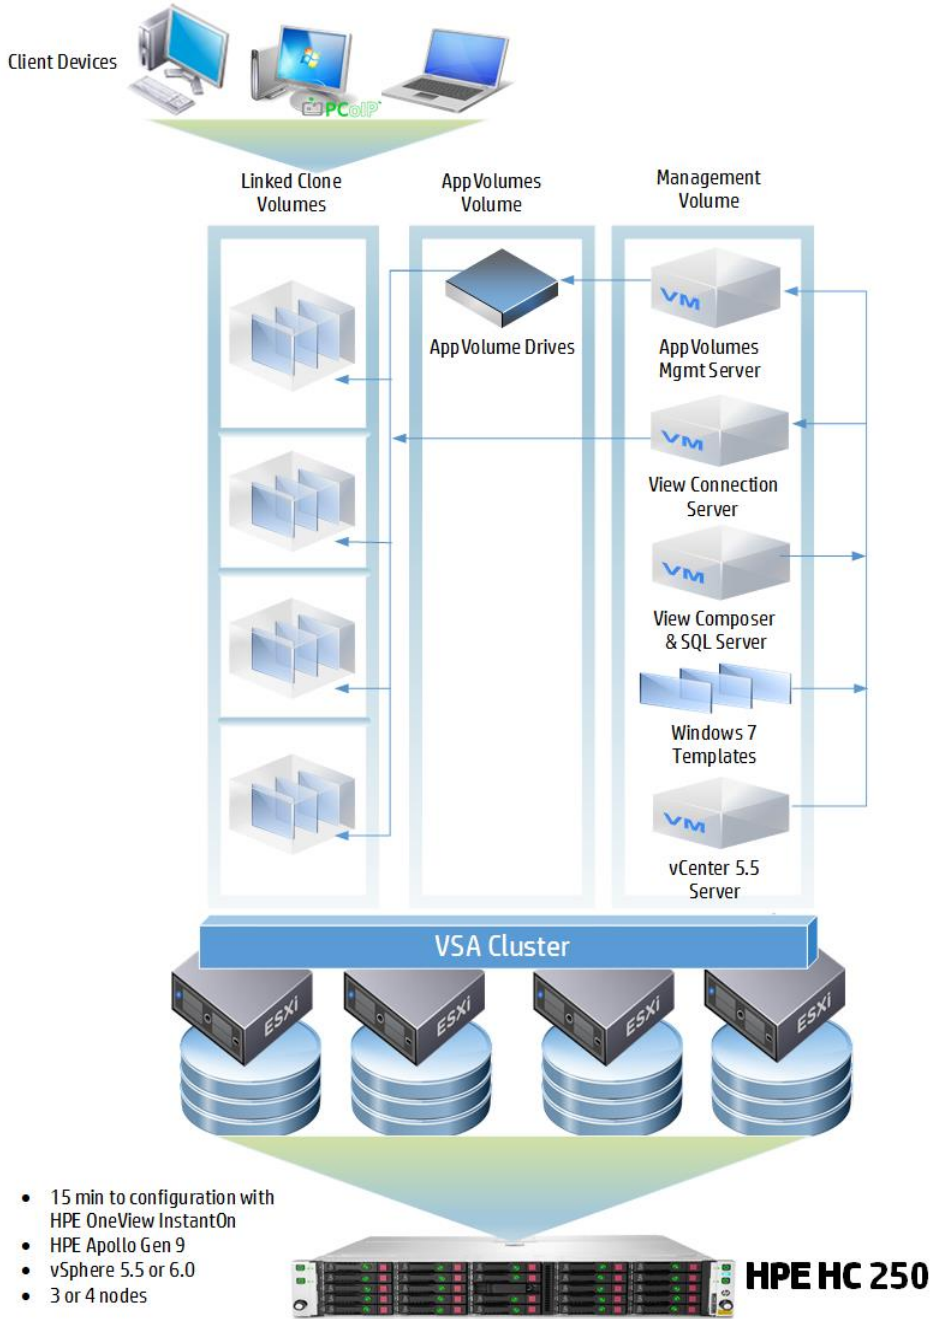 Client Devices
PCoIP
Linked Clone
Volumes
AppVolumes
Volume
Management
Volume
VM
AppVolume Drives
AppVolumes
Mgmt Server
VM
View Connection
Server
VM
View Composer
& SQL Server
Windows 7
Templates
VM
vCenter 5.5
Server
VSA Cluster
ESXi
ESXi
ESXi
ESXi
• 15 min to configuration with
HPE OneView InstantOn
• HPE Apollo Gen 9
• vSphere 5.5 or 6.0
• 3 or 4 nodes
HPE HC 250